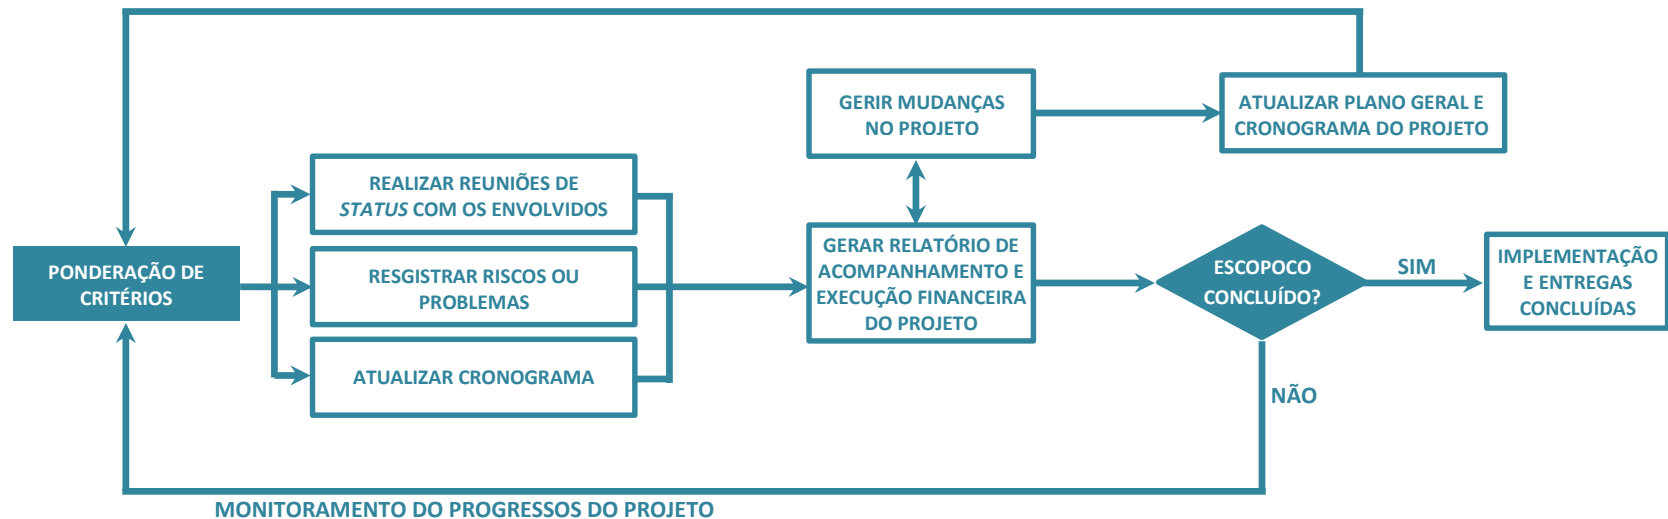 PONDERAÇÃO DE
CRITÉRIOS
REALIZAR REUNIÕES DE
STATUS COM OS ENVOLVIDOS
RESGISTRAR RISCOS OU
PROBLEMAS
ATUALIZAR CRONOGRAMA
GERIR MUDANÇAS
NO PROJETO
GERAR RELATÓRIO DE
ACOMPANHAMENTO E
EXECUÇÃO FINANCEIRA
DO PROJETO
ATUALIZAR PLANO GERAL E
CRONOGRAMA DO PROJETO
ESCOPOCO
CONCLUÍDO?
SIM
IMPLEMENTAÇÃO
E ENTREGAS
CONCLUÍDAS
NÃO
MONITORAMENTO DO PROGRESSOS DO PROJETO